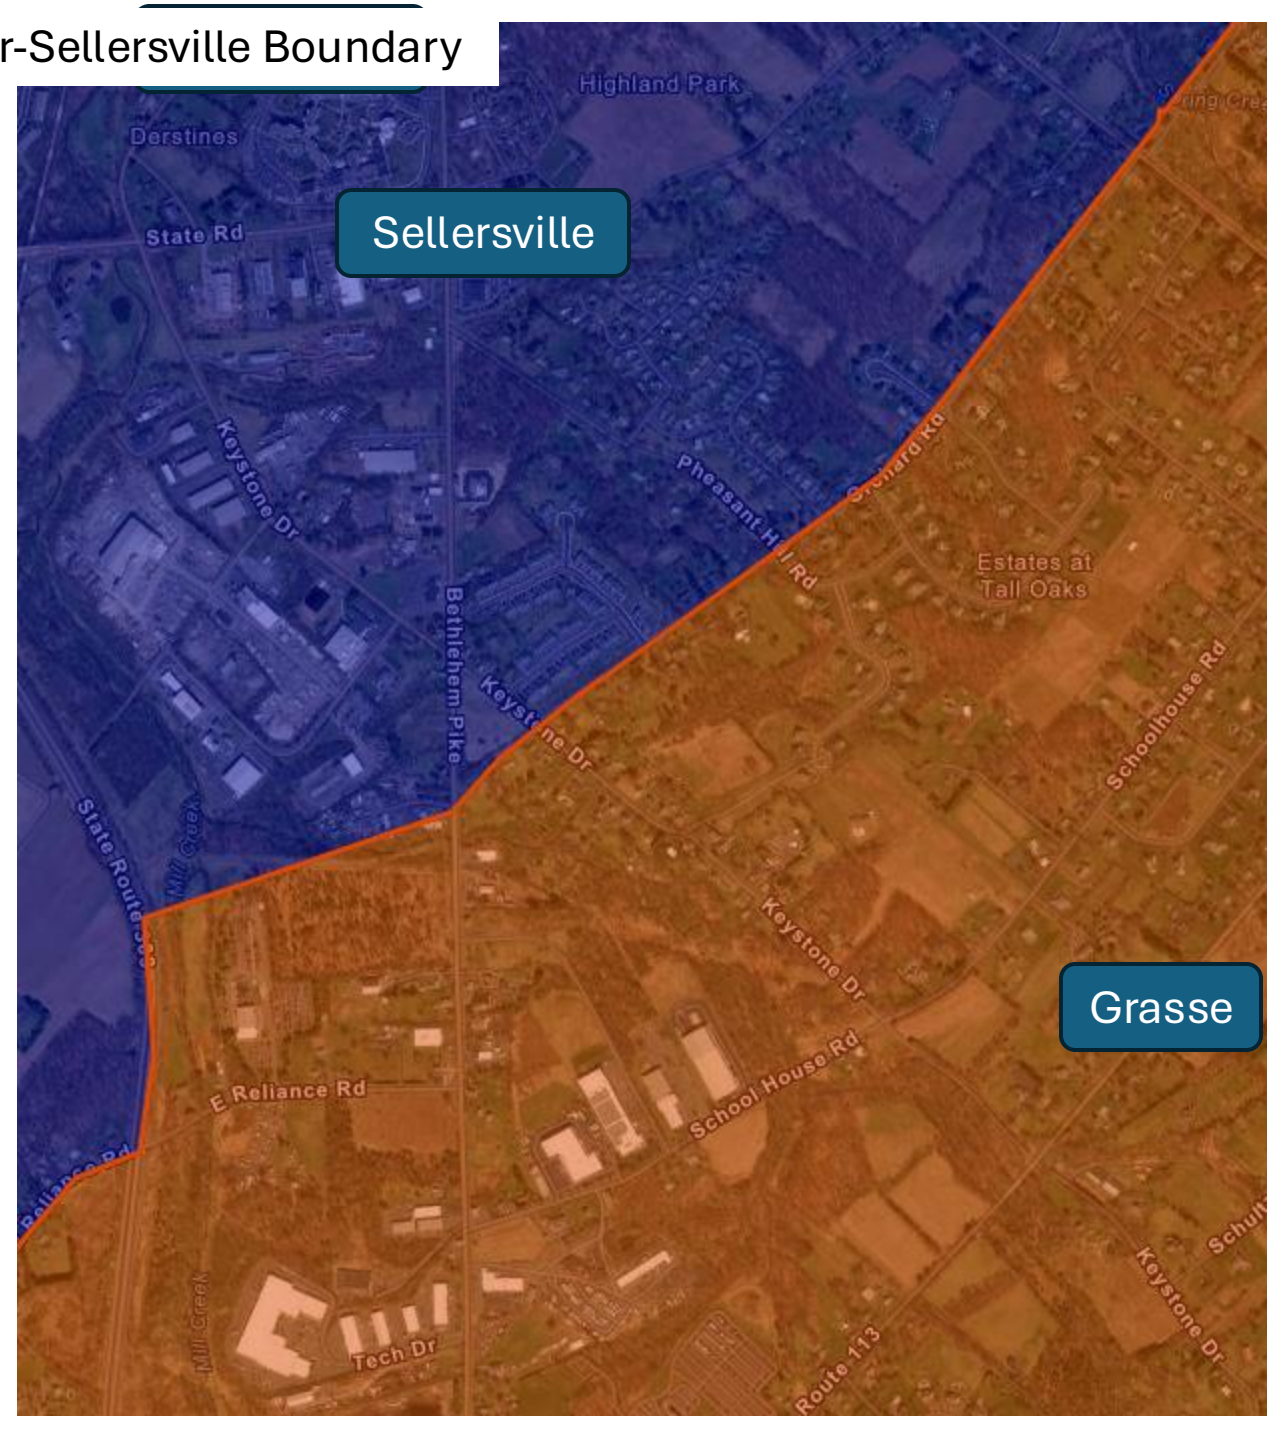 r-Sellersville Boundary
Highland Park
Derstines
State Rd
Sellersville
Keystone Dr
Pheasant Hill Rd
Orchard Rd
Estates at
Tall Oaks
Bethlehem Pike
Keystone Dr
Schoolhouse Rd
State Route
Mill Creek
Keystone Dr
Grasse
School House Rd
E Reliance Rd
Reliance Rd
Mill Creek
Tech Dr
Route 113
Keystone Dr